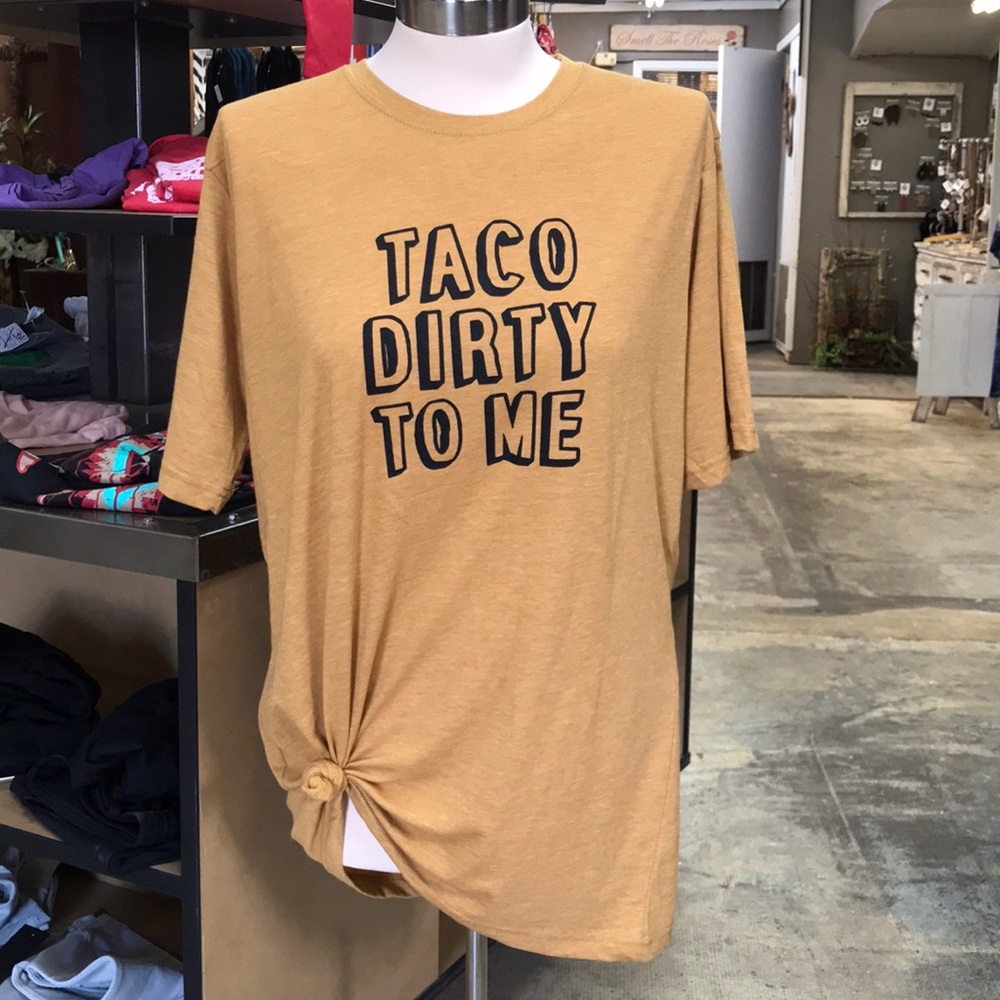 Smell The Roses
TACO
DIRTY
TO ME